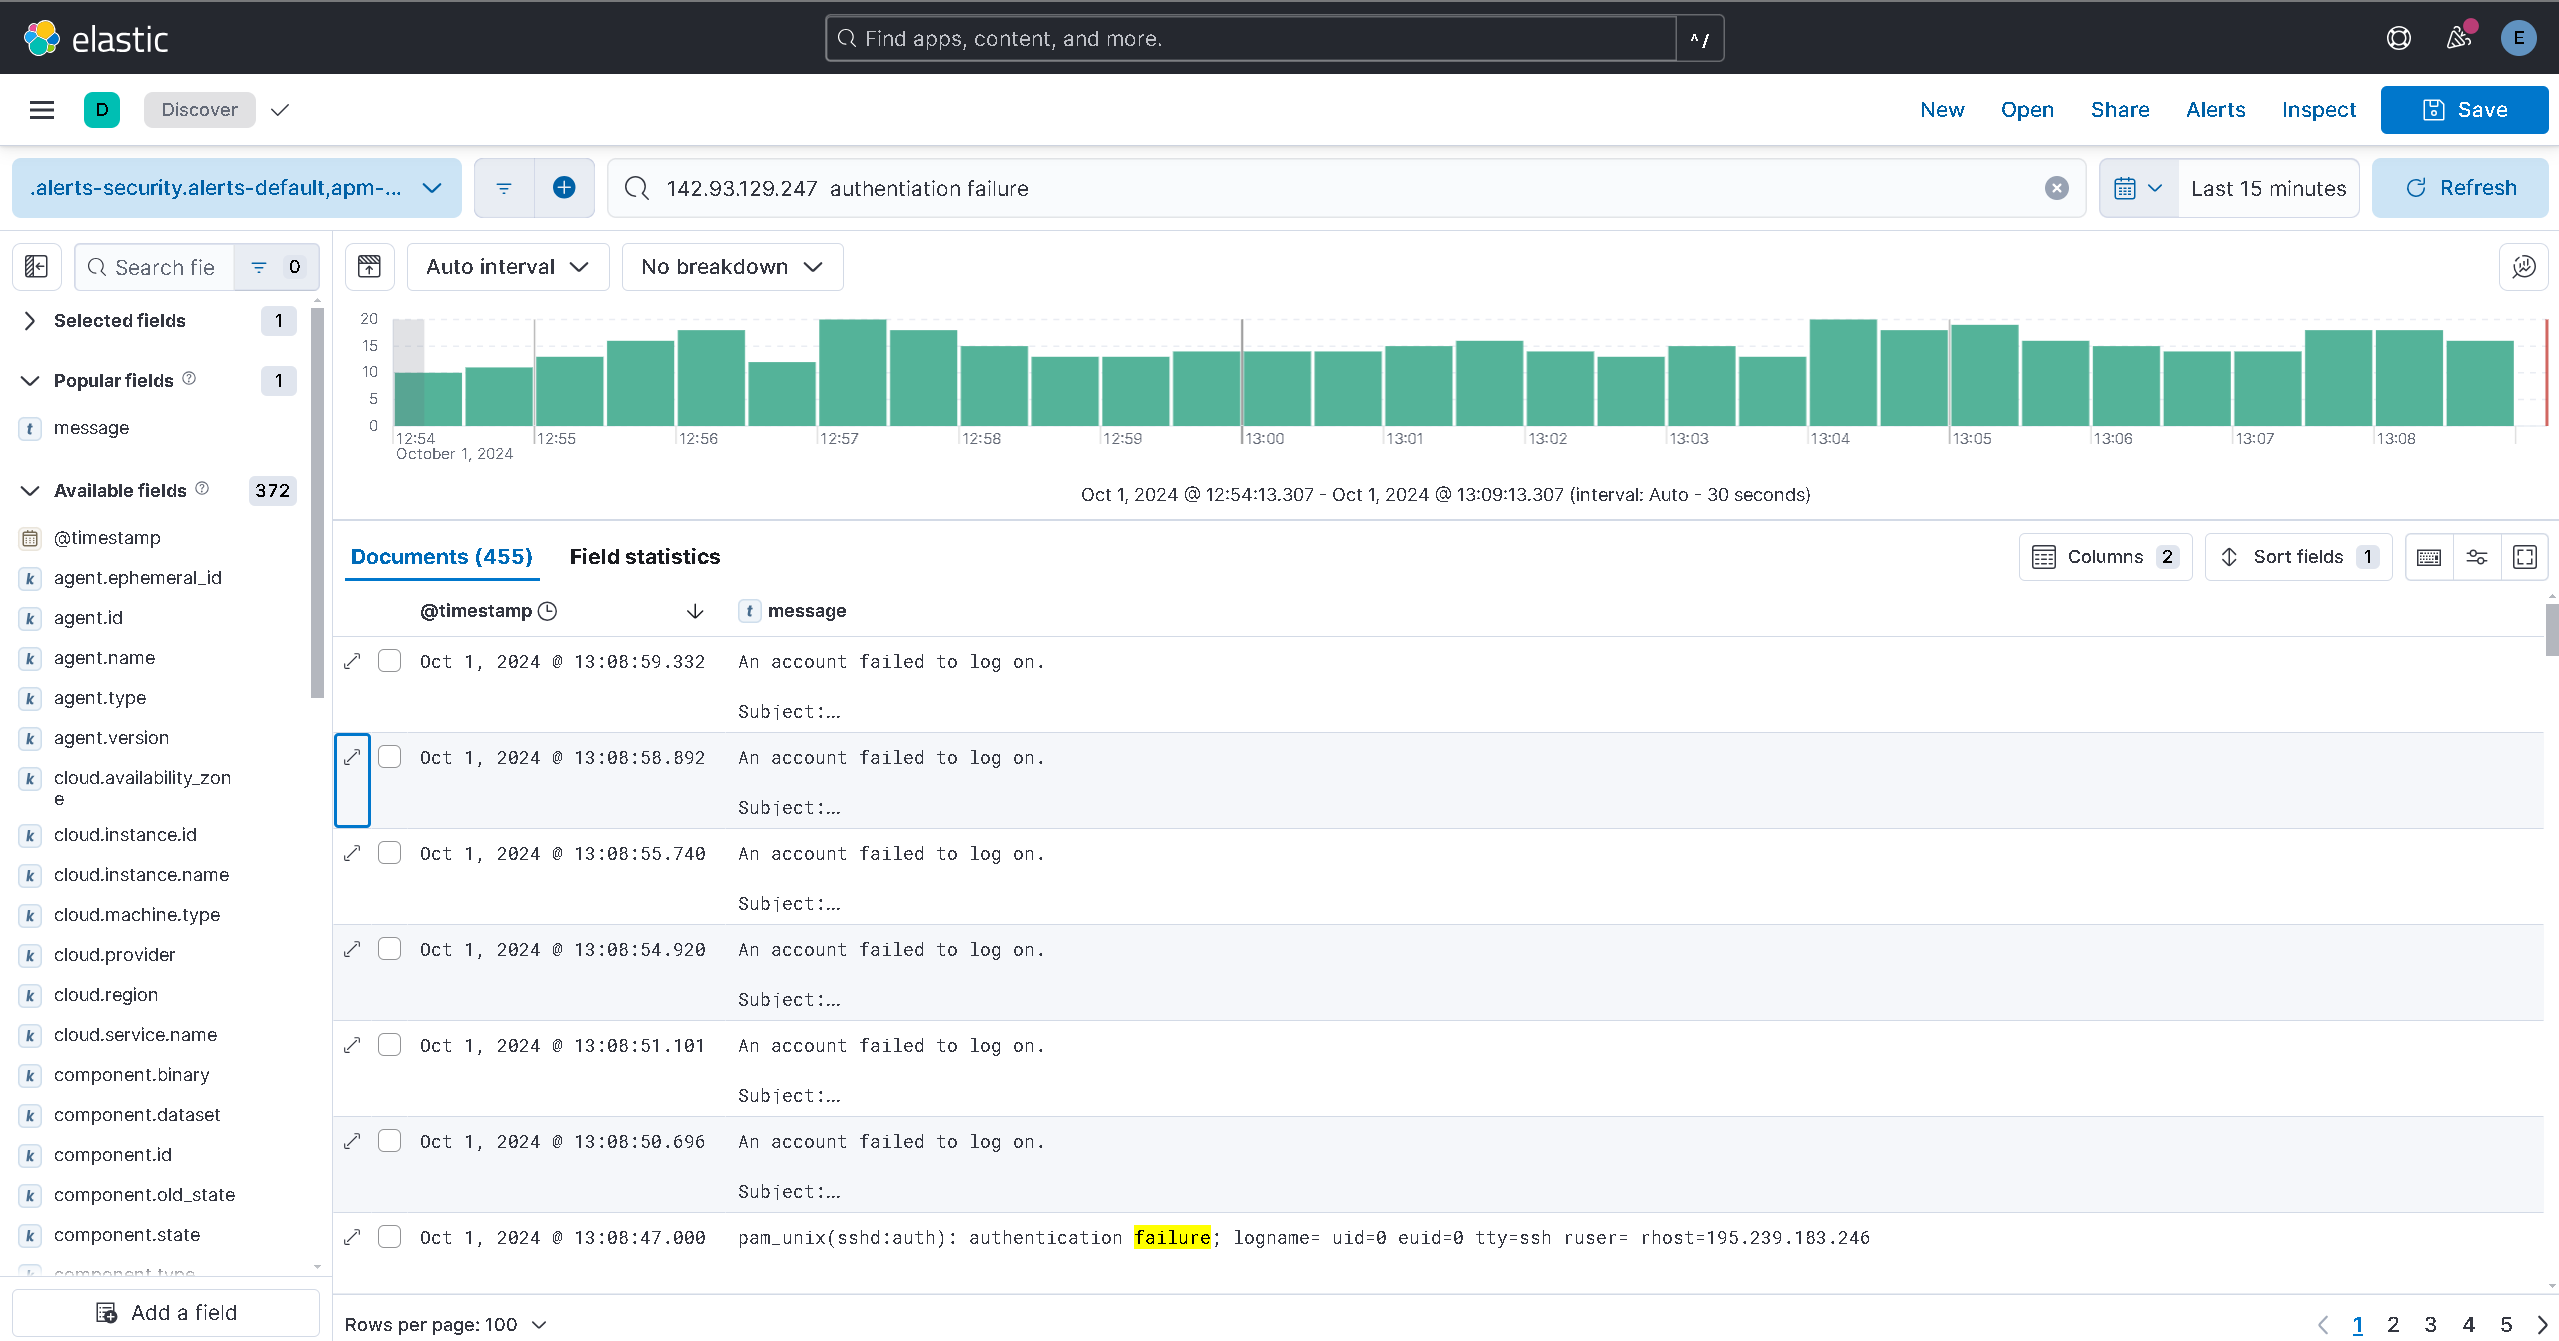 elastic
Find apps, content, and more.
^/
E
D
Discover
New
Open
Share
Alerts
Inspect
Save
.alerts-security.alerts-default,apm-...
142.93.129.247 authentiation failure
Last 15 minutes
Refresh
Search fie
0
Auto interval
No breakdown
Selected fields
1
Popular fields
1
t message
Available fields
372
@timestamp
k agent.ephemeral_id
k agent.id
k agent.name
k agent.type
k agent.version
k cloud.availability_zon
e
k cloud.instance.id
k cloud.instance.name
k cloud.machine.type
k cloud.provider
k cloud.region
k cloud.service.name
k component.binary
k component.dataset
k component.id
k component.old_state
k component.state
k component.type
Add a field
20
15
10
5
0
12:54
12:55
12:56
12:57
12:58
12:59
13:00
13:01
13:02
13:03
13:04
13:05
13:06
13:07
13:08
October 1, 2024
Oct 1, 2024 @ 12:54:13.307 - Oct 1, 2024 @ 13:09:13.307 (interval: Auto - 30 seconds)
Documents (455)
Field statistics
Columns 2
Sort fields 1
@timestamp
t message
Oct 1, 2024 @ 13:08:59.332 An account failed to log on.
Subject:…
Oct 1, 2024 @ 13:08:58.892 An account failed to log on.
Subject:…
Oct 1, 2024 @ 13:08:55.740 An account failed to log on.
Subject:…
Oct 1, 2024 @ 13:08:54.920 An account failed to log on.
Subject:…
Oct 1, 2024 @ 13:08:51.101 An account failed to log on.
Subject:…
Oct 1, 2024 @ 13:08:50.696 An account failed to log on.
Subject:…
Oct 1, 2024 @ 13:08:47.000 pam_unix(sshd:auth): authentication failure; logname= uid=0 euid=0 tty=ssh ruser= rhost=195.239.183.246
Rows per page: 100
1 2 3 4 5